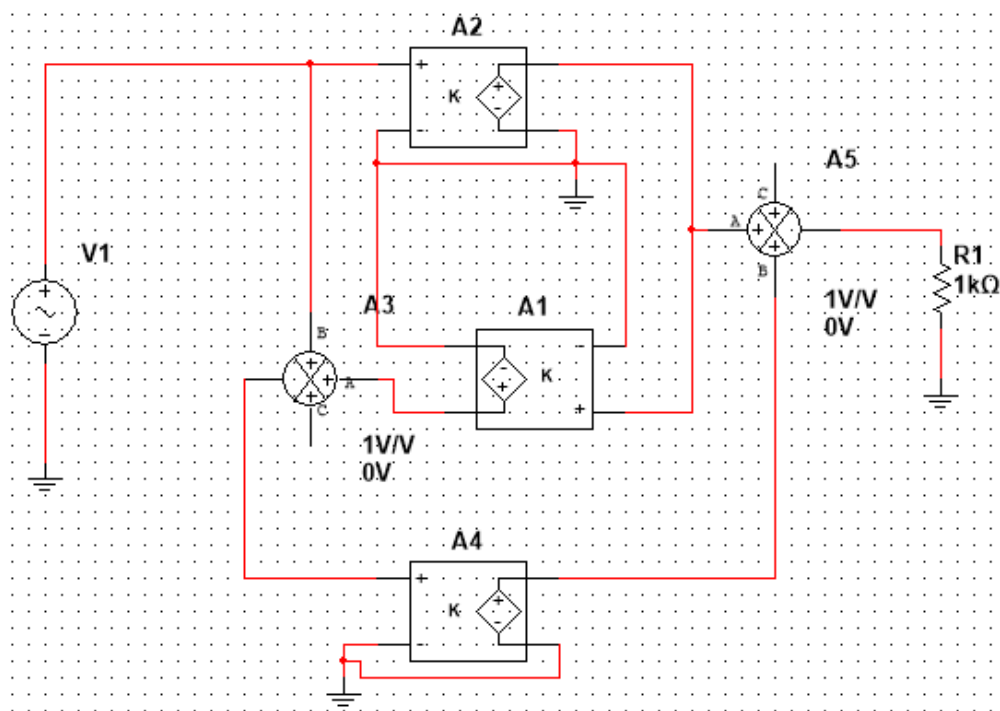 A2
+
K
+
-
-
A5
C
+
A
+
+
B
V1
+
-
R1
1kΩ
A3
A1
1V/V
0V
B
+
+
A
+
C
-
-
+
K
+
1V/V
0V
A4
+
K
+
-
-